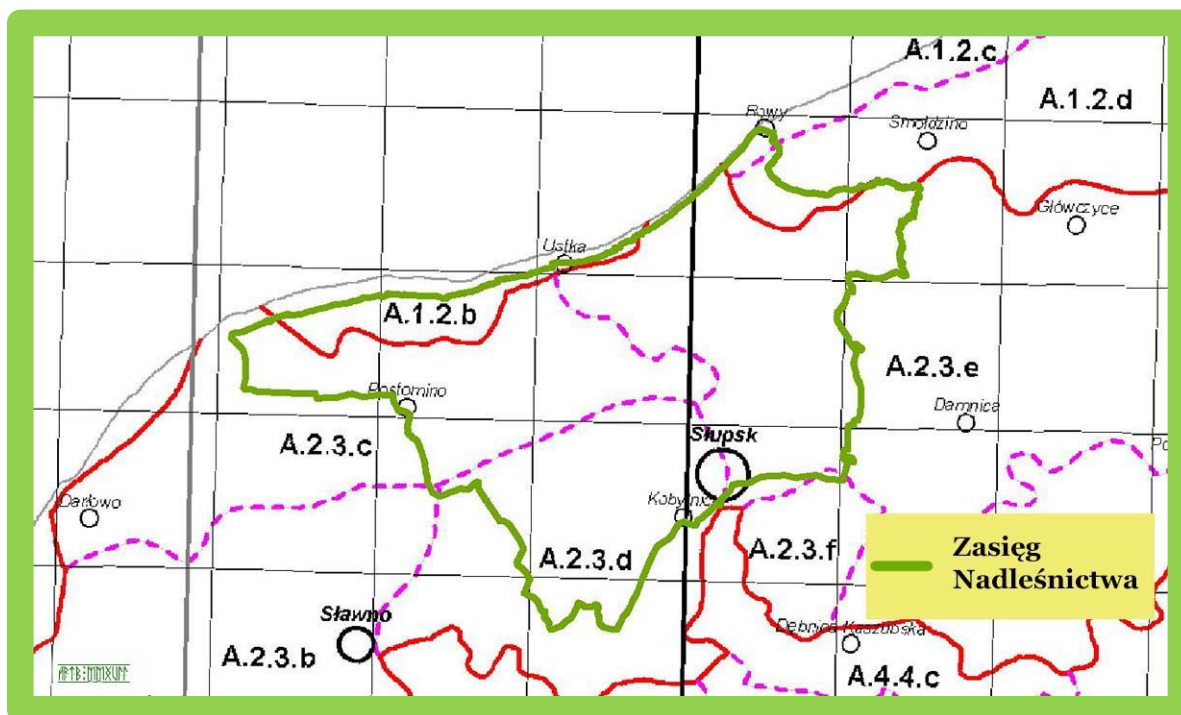 A.1.2.c
A.1.2.d
Rowy
Smołdzino
Główczyce
Ustka
A.1.2.b
Postomino
A.2.3.e
Damnica
Słupsk
A.2.3.c
Darłowo
A.2.3.d
A.2.3.f
Zasięg
Nadleśnictwa
Sławno
Dębnica Kaszubska
A.2.3.b
A.4.4.c